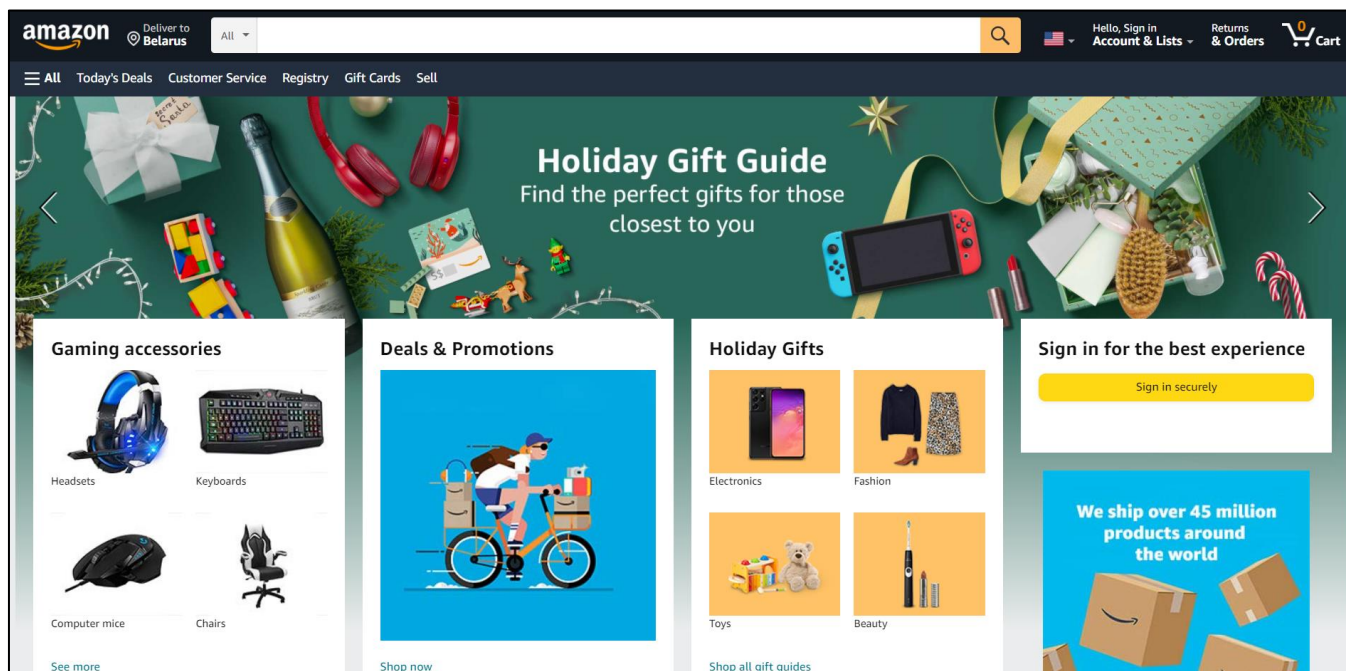 amazon
Deliver to
Belarus
All
Hello, Sign in
Account & Lists
Returns
& Orders
0
Cart
All Today's Deals Customer Service Registry Gift Cards Sell
Holiday Gift Guide
Find the perfect gifts for those
closest to you
Gaming accessories
Headsets
Keyboards
Computer mice
Chairs
See more
Deals & Promotions
Shop now
Holiday Gifts
Electronics
Fashion
Toys
Beauty
Shop all gift guides
Sign in for the best experience
Sign in securely
We ship over 45 million
products around
the world